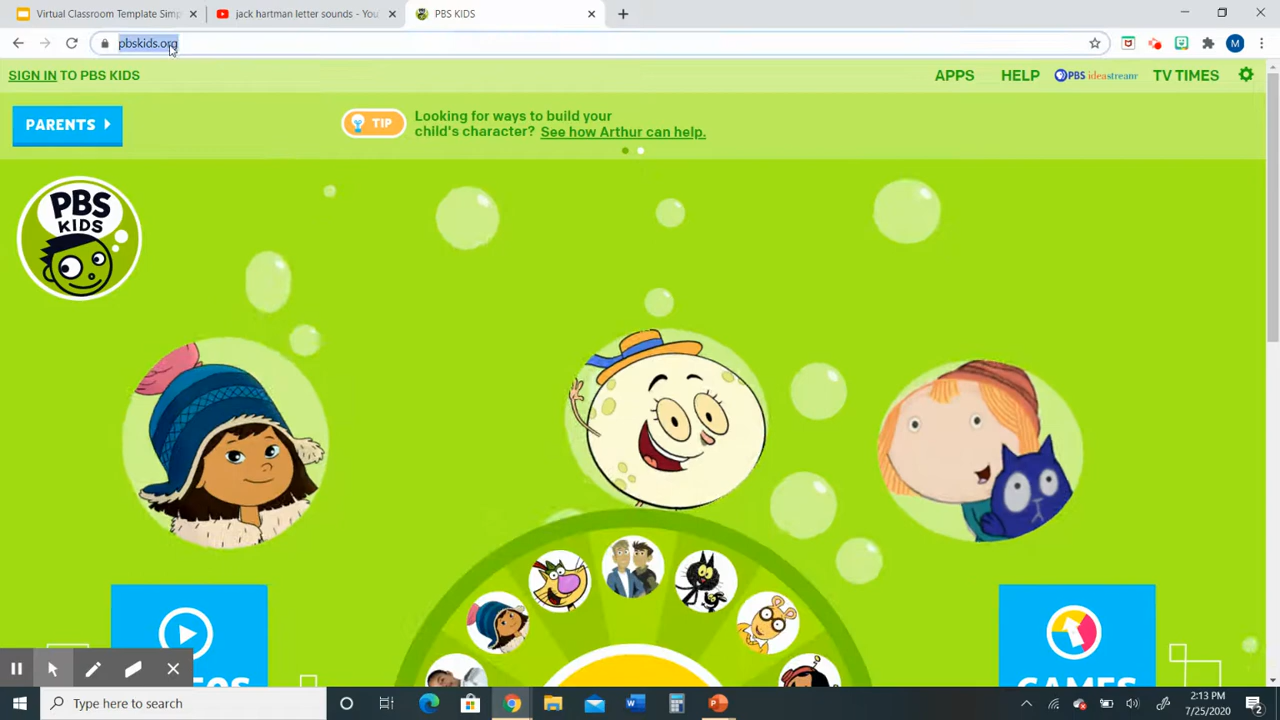 Virtual Classroom Template Simp
jack hartman letter sounds - You
PBS KIDS
pbskids.org
M
SIGN IN TO PBS KIDS
APPS
HELP
PBS ideastream
TV TIMES
PARENTS
TIP
Looking for ways to build your
child's character? See how Arthur can help.
PBS
KIDS
GAMES
Type here to search
2:13 PM
7/25/2020
2